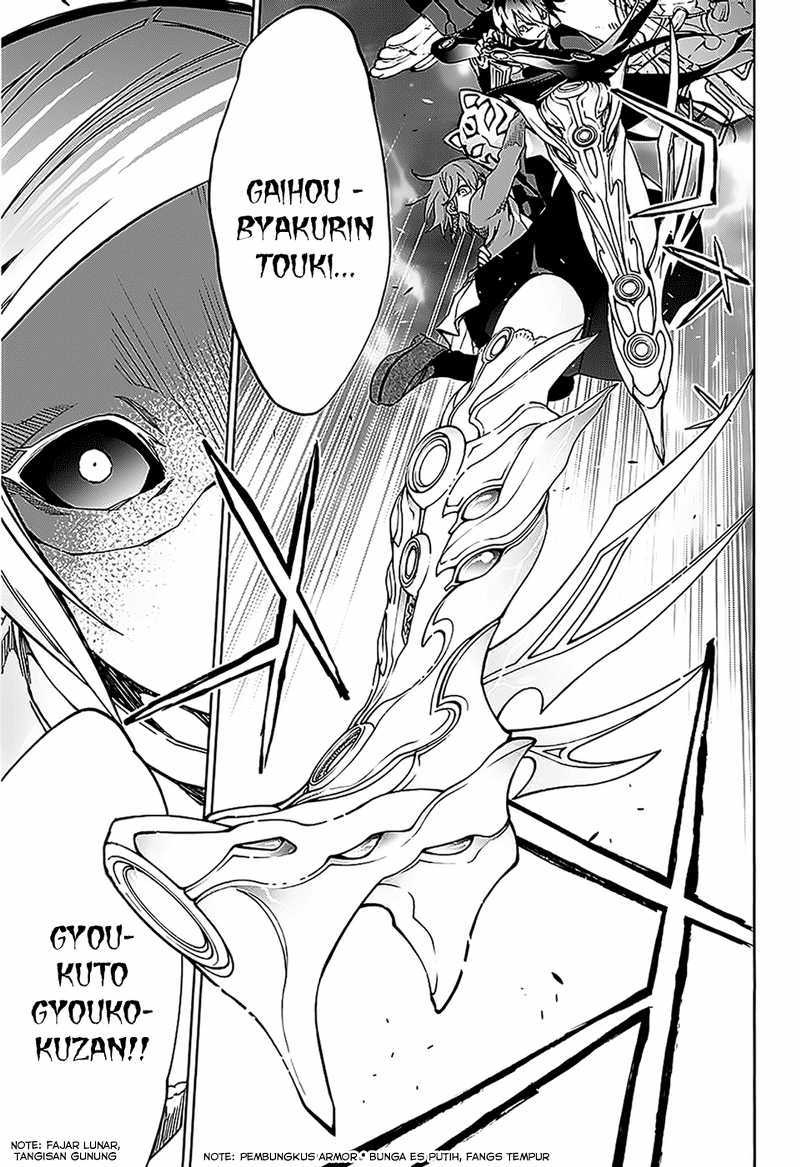 GAIHOU -
BYAKURIN
TOUKI...
GYOU-
KUTO
GYOUKO-
KUZAN!!
NOTE: FAJAR LUNAR,
TANGISAN GUNUNG
NOTE: PEMBUNGKUS ARMOR * BUNGA ES PUTIH, FANGS TEMPUR